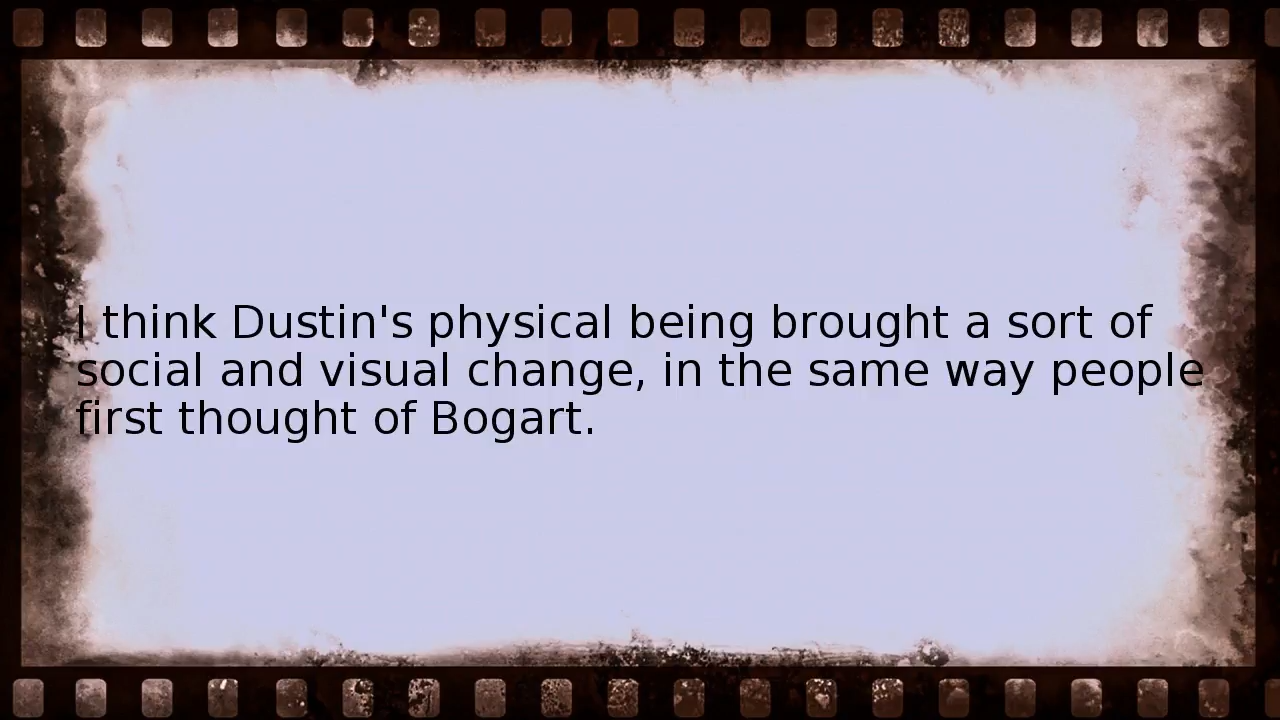 I think Dustin's physical being brought a sort of
social and visual change, in the same way people
first thought of Bogart.